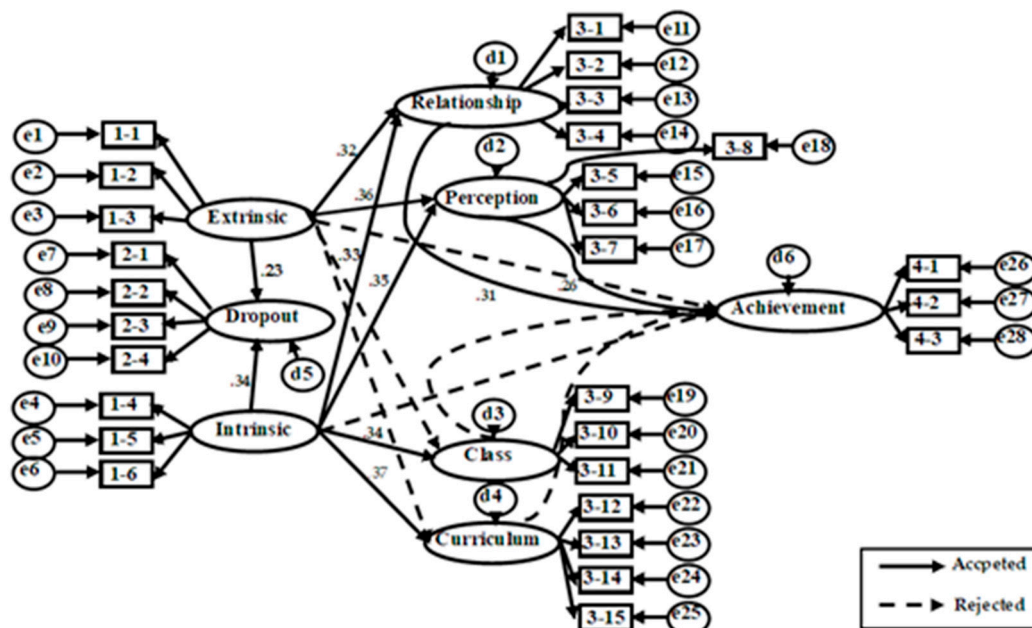 e1
1-1
e2
1-2
e3
1-3
e7
2-1
e8
2-2
e9
2-3
e10
2-4
e4
1-4
e5
1-5
e6
1-6
Extrinsic
Dropout
Intrinsic
.23
.34
d5
.32
.36
.33
.35
.34
.37
d1
Relationship
d2
Perception
.31
.26
d3
Class
d4
Curriculum
3-1
e11
3-2
e12
3-3
e13
3-4
e14
3-8
e18
3-5
e15
3-6
e16
3-7
e17
3-9
e19
3-10
e20
3-11
e21
3-12
e22
3-13
e23
3-14
e24
3-15
e25
d6
Achievement
4-1
e26
4-2
e27
4-3
e28
Accpeted
Rejected